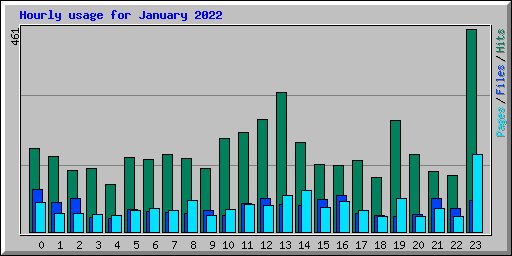 Hourly usage for January 2022
461
Pages/Files/Hits
0 1 2 3 4 5 6 7 8 9 10 11 12 13 14 15 16 17 18 19 20 21 22 23